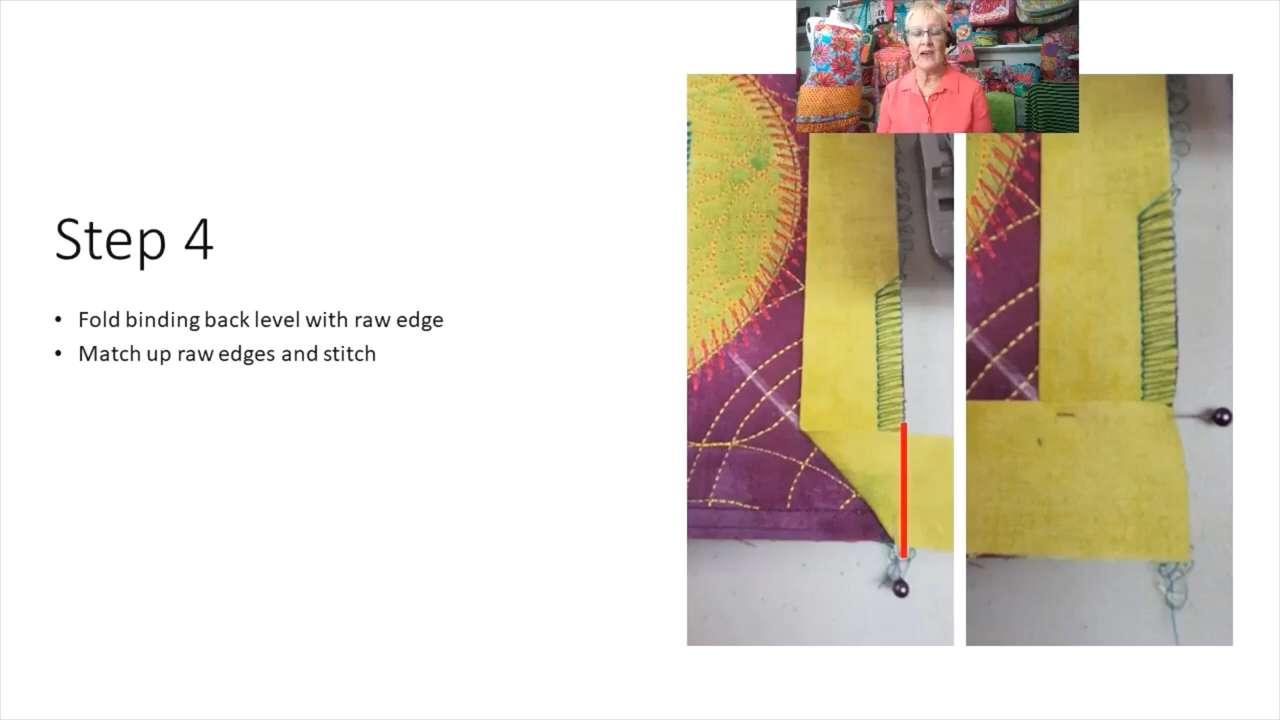 Step 4
• Fold binding back level with raw edge
• Match up raw edges and stitch